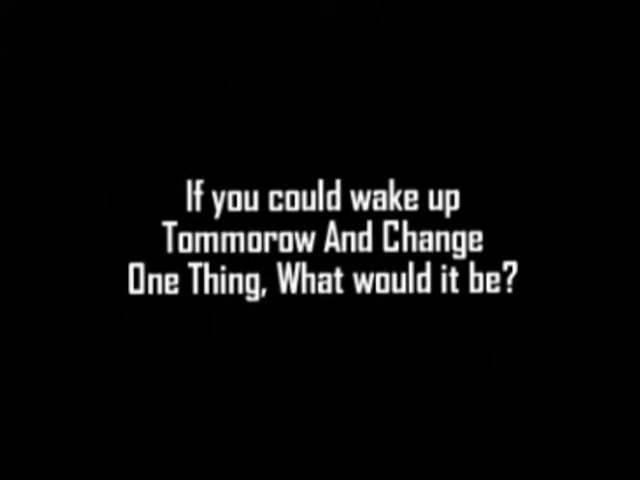 If you could wake up
Tommorow And Change
One Thing, What would it be?